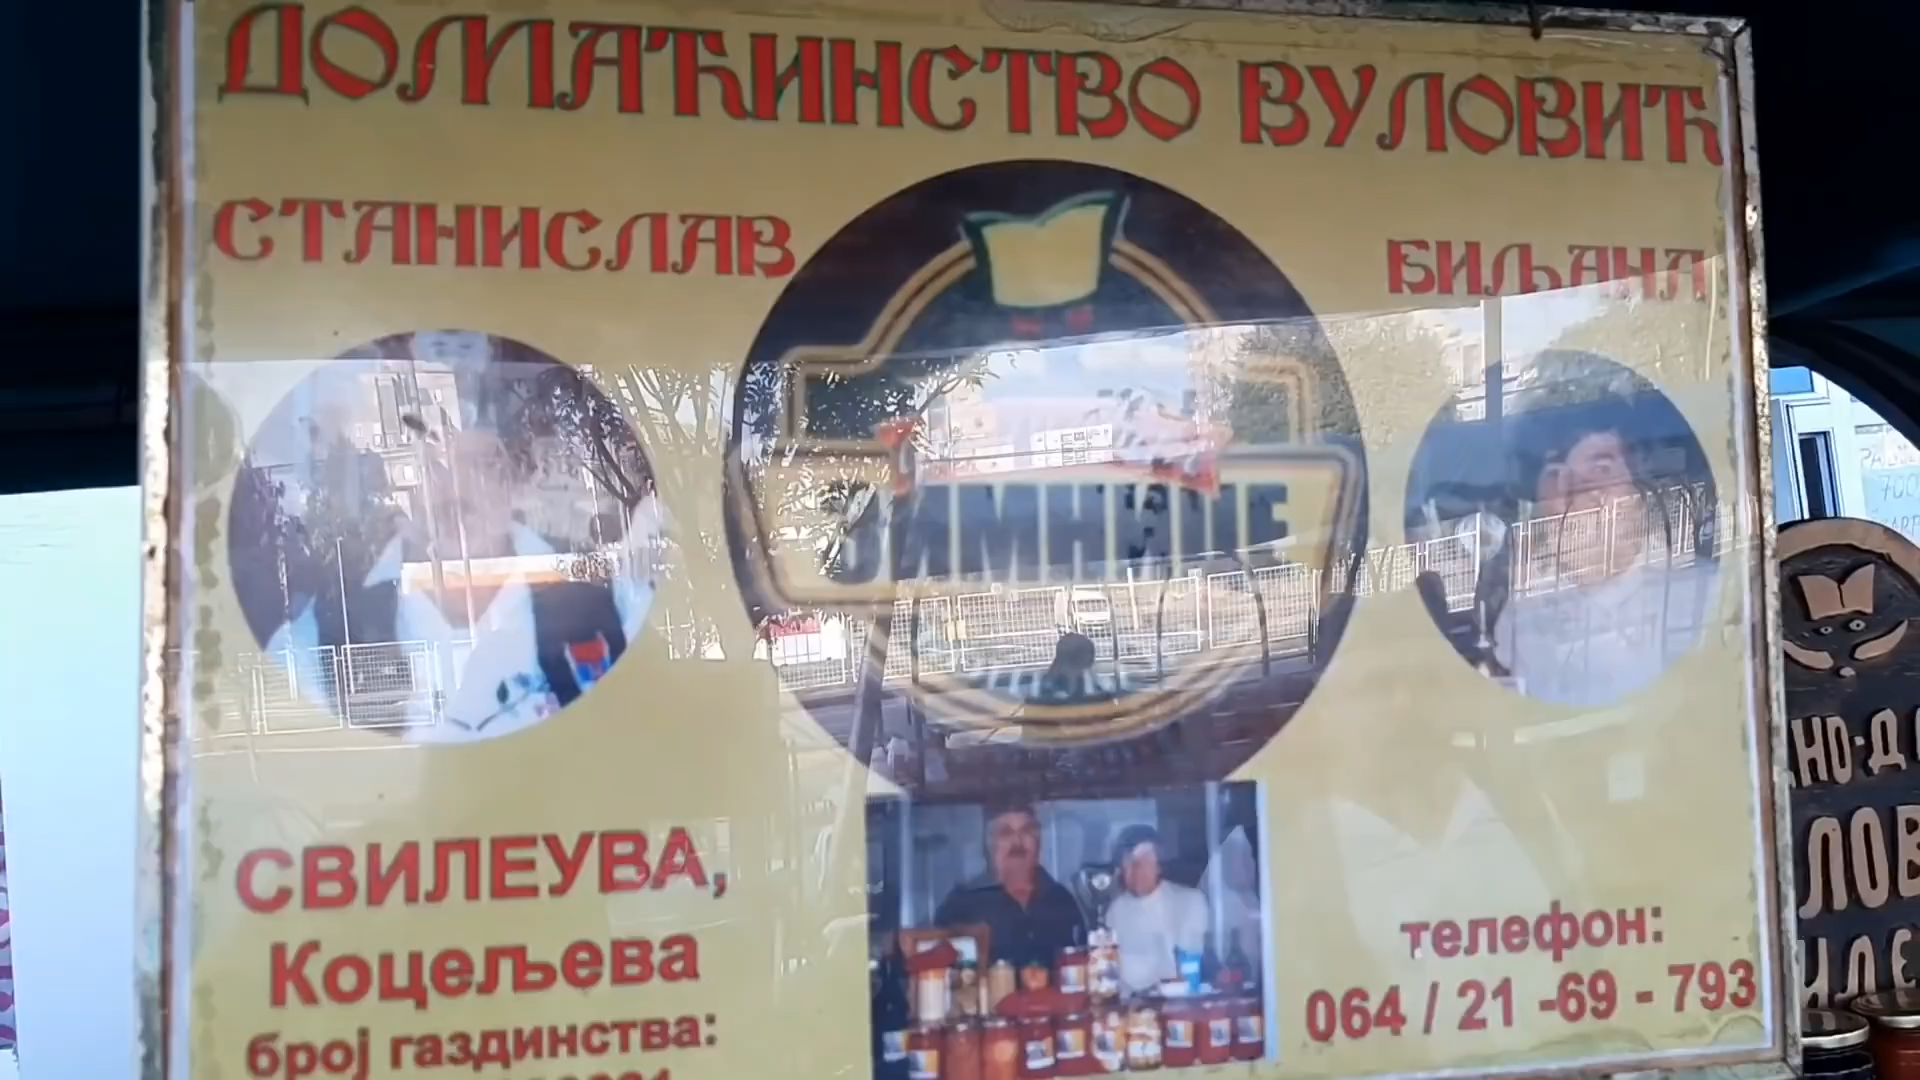 ДОМАЋИНСТВО ВУЛОВИЋ
СТАНИСЛАВ
БИЉАНА
ЗИМНИЦЕ
СВИЛЕУВА,
Коцељева
број газдинства:
телефон:
064 / 21 -69 - 793